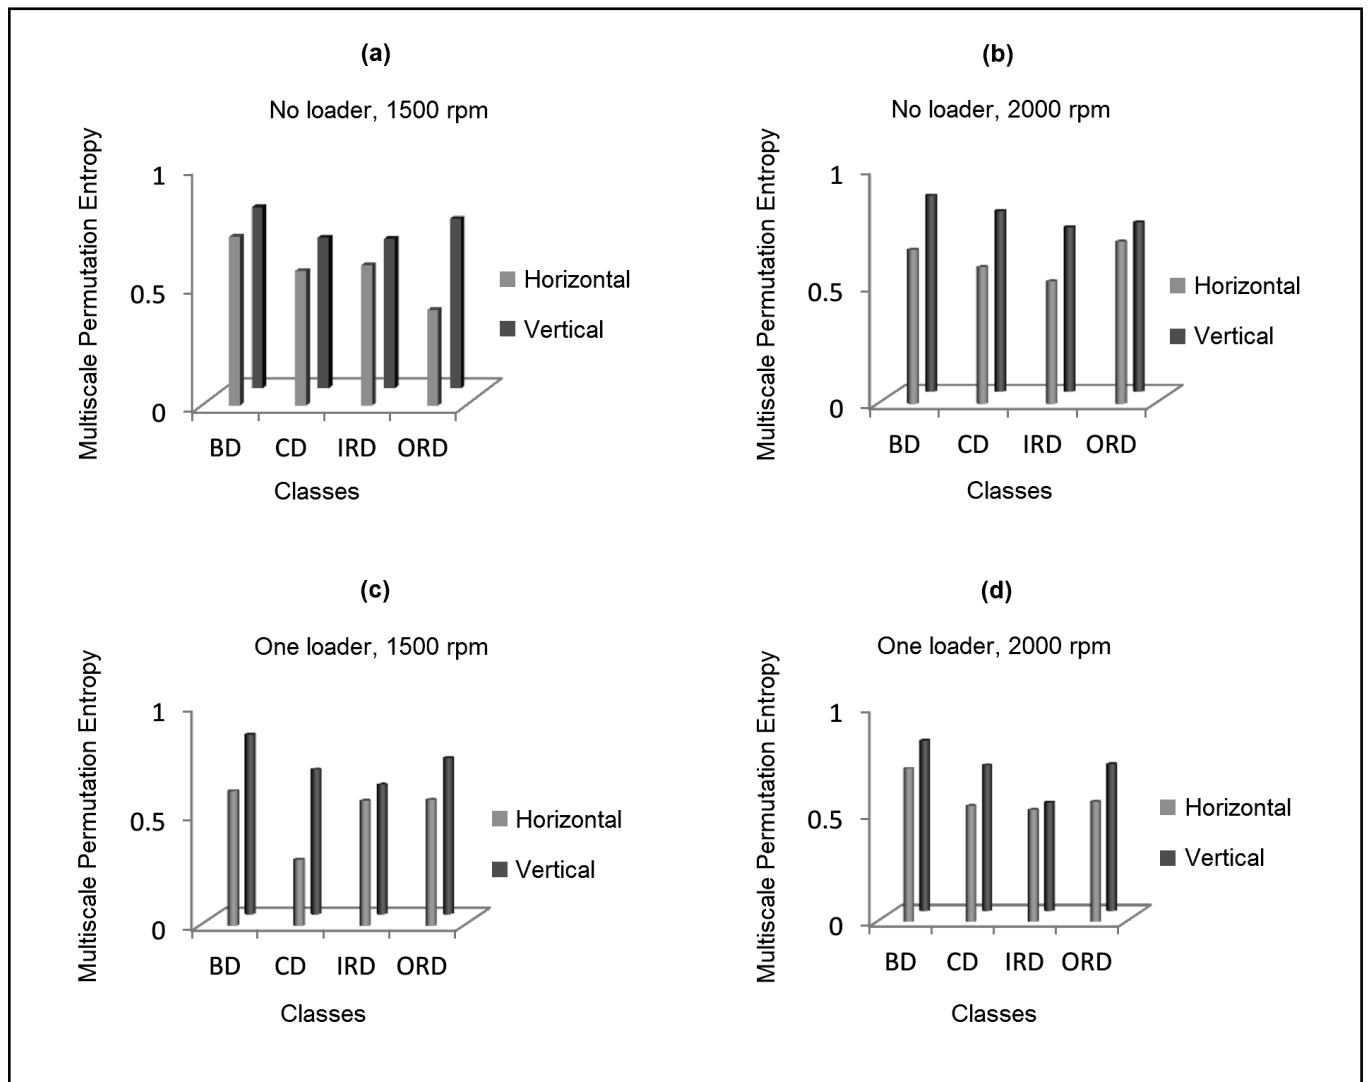 (a)
No loader, 1500 rpm
Multiscale Permutation Entropy
1
0.5
0
BD CD IRD ORD
Classes
Horizontal
Vertical
(b)
No loader, 2000 rpm
Multiscale Permutation Entropy
1
0.5
0
BD CD IRD ORD
Classes
Horizontal
Vertical
(c)
One loader, 1500 rpm
Multiscale Permutation Entropy
1
0.5
0
BD CD IRD ORD
Classes
Horizontal
Vertical
(d)
One loader, 2000 rpm
Multiscale Permutation Entropy
1
0.5
0
BD CD IRD ORD
Classes
Horizontal
Vertical